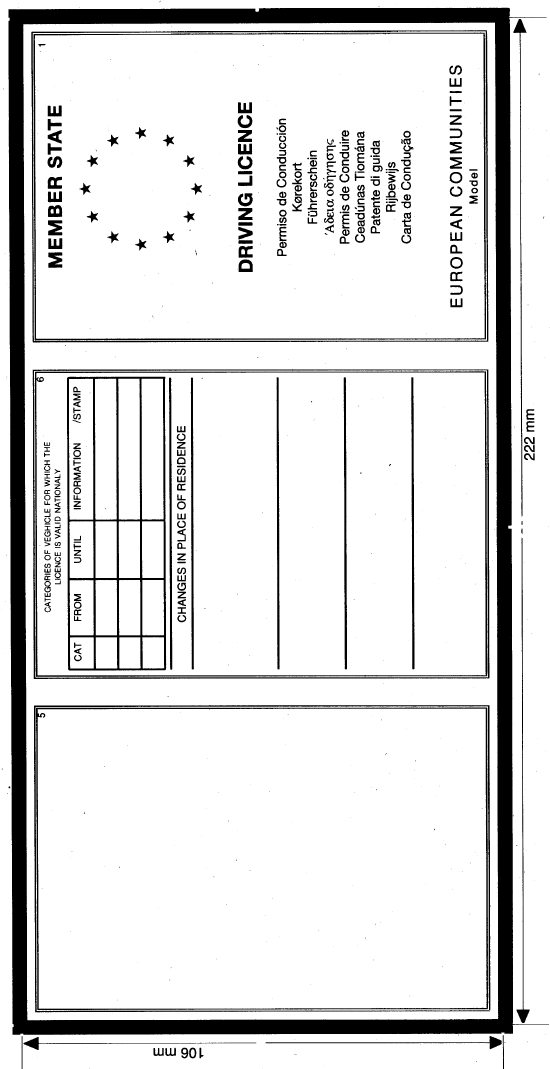 5
6
CATEGORIES OF VEGHICLE FOR WHICH THE
LICENCE IS VALID NATIONALY
CAT FROM UNTIL INFORMATION /STAMP
CHANGES IN PLACE OF RESIDENCE
1
MEMBER STATE
DRIVING LICENCE
Permiso de Conducción
Kørekort
Führerschein
Ἄδεια οδήγησης
Permis de Conduire
Ceadúnas Tiomána
Patente di guida
Rijbewijs
Carta de Condução
EUROPEAN COMMUNITIES
Model
222 mm
106 mm